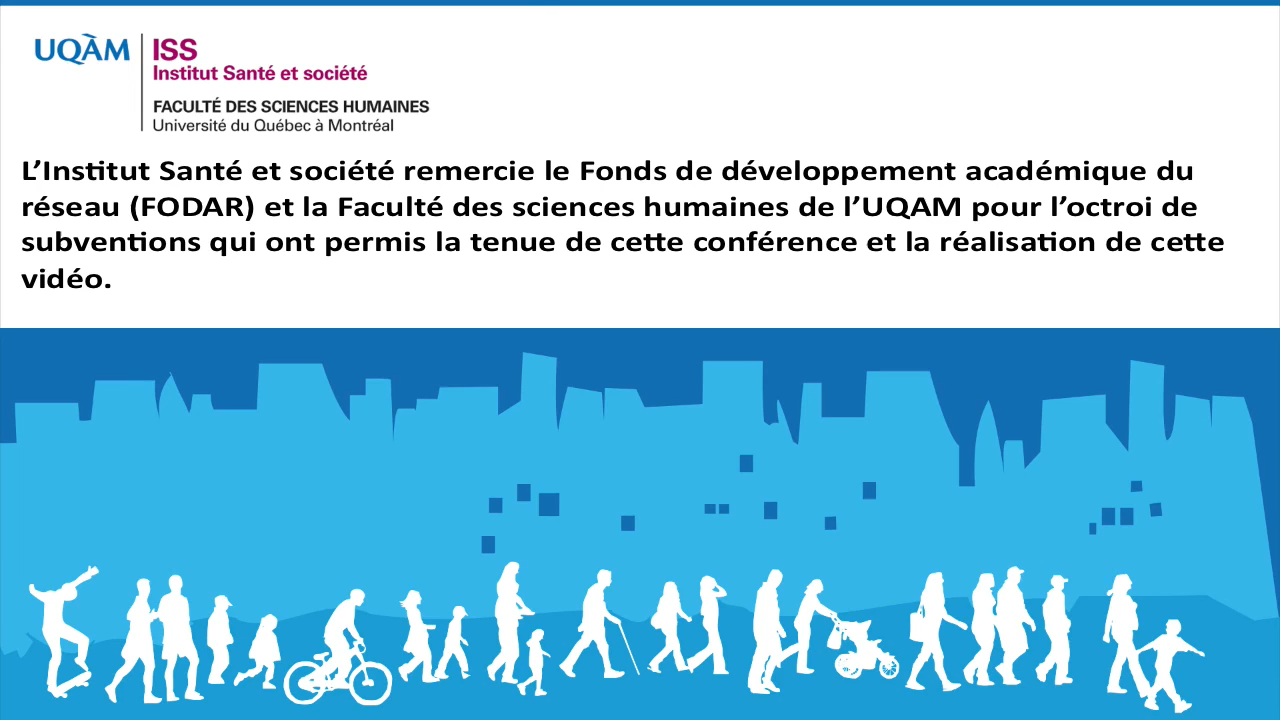 UQÀM
ISS
Institut Santé et société
FACULTÉ DES SCIENCES HUMAINES
Université du Québec à Montréal
L’Institut Santé et société remercie le Fonds de développement académique du
réseau (FODAR) et la Faculté des sciences humaines de l’UQAM pour l’octroi de
subventions qui ont permis la tenue de cette conférence et la réalisation de cette
vidéo.